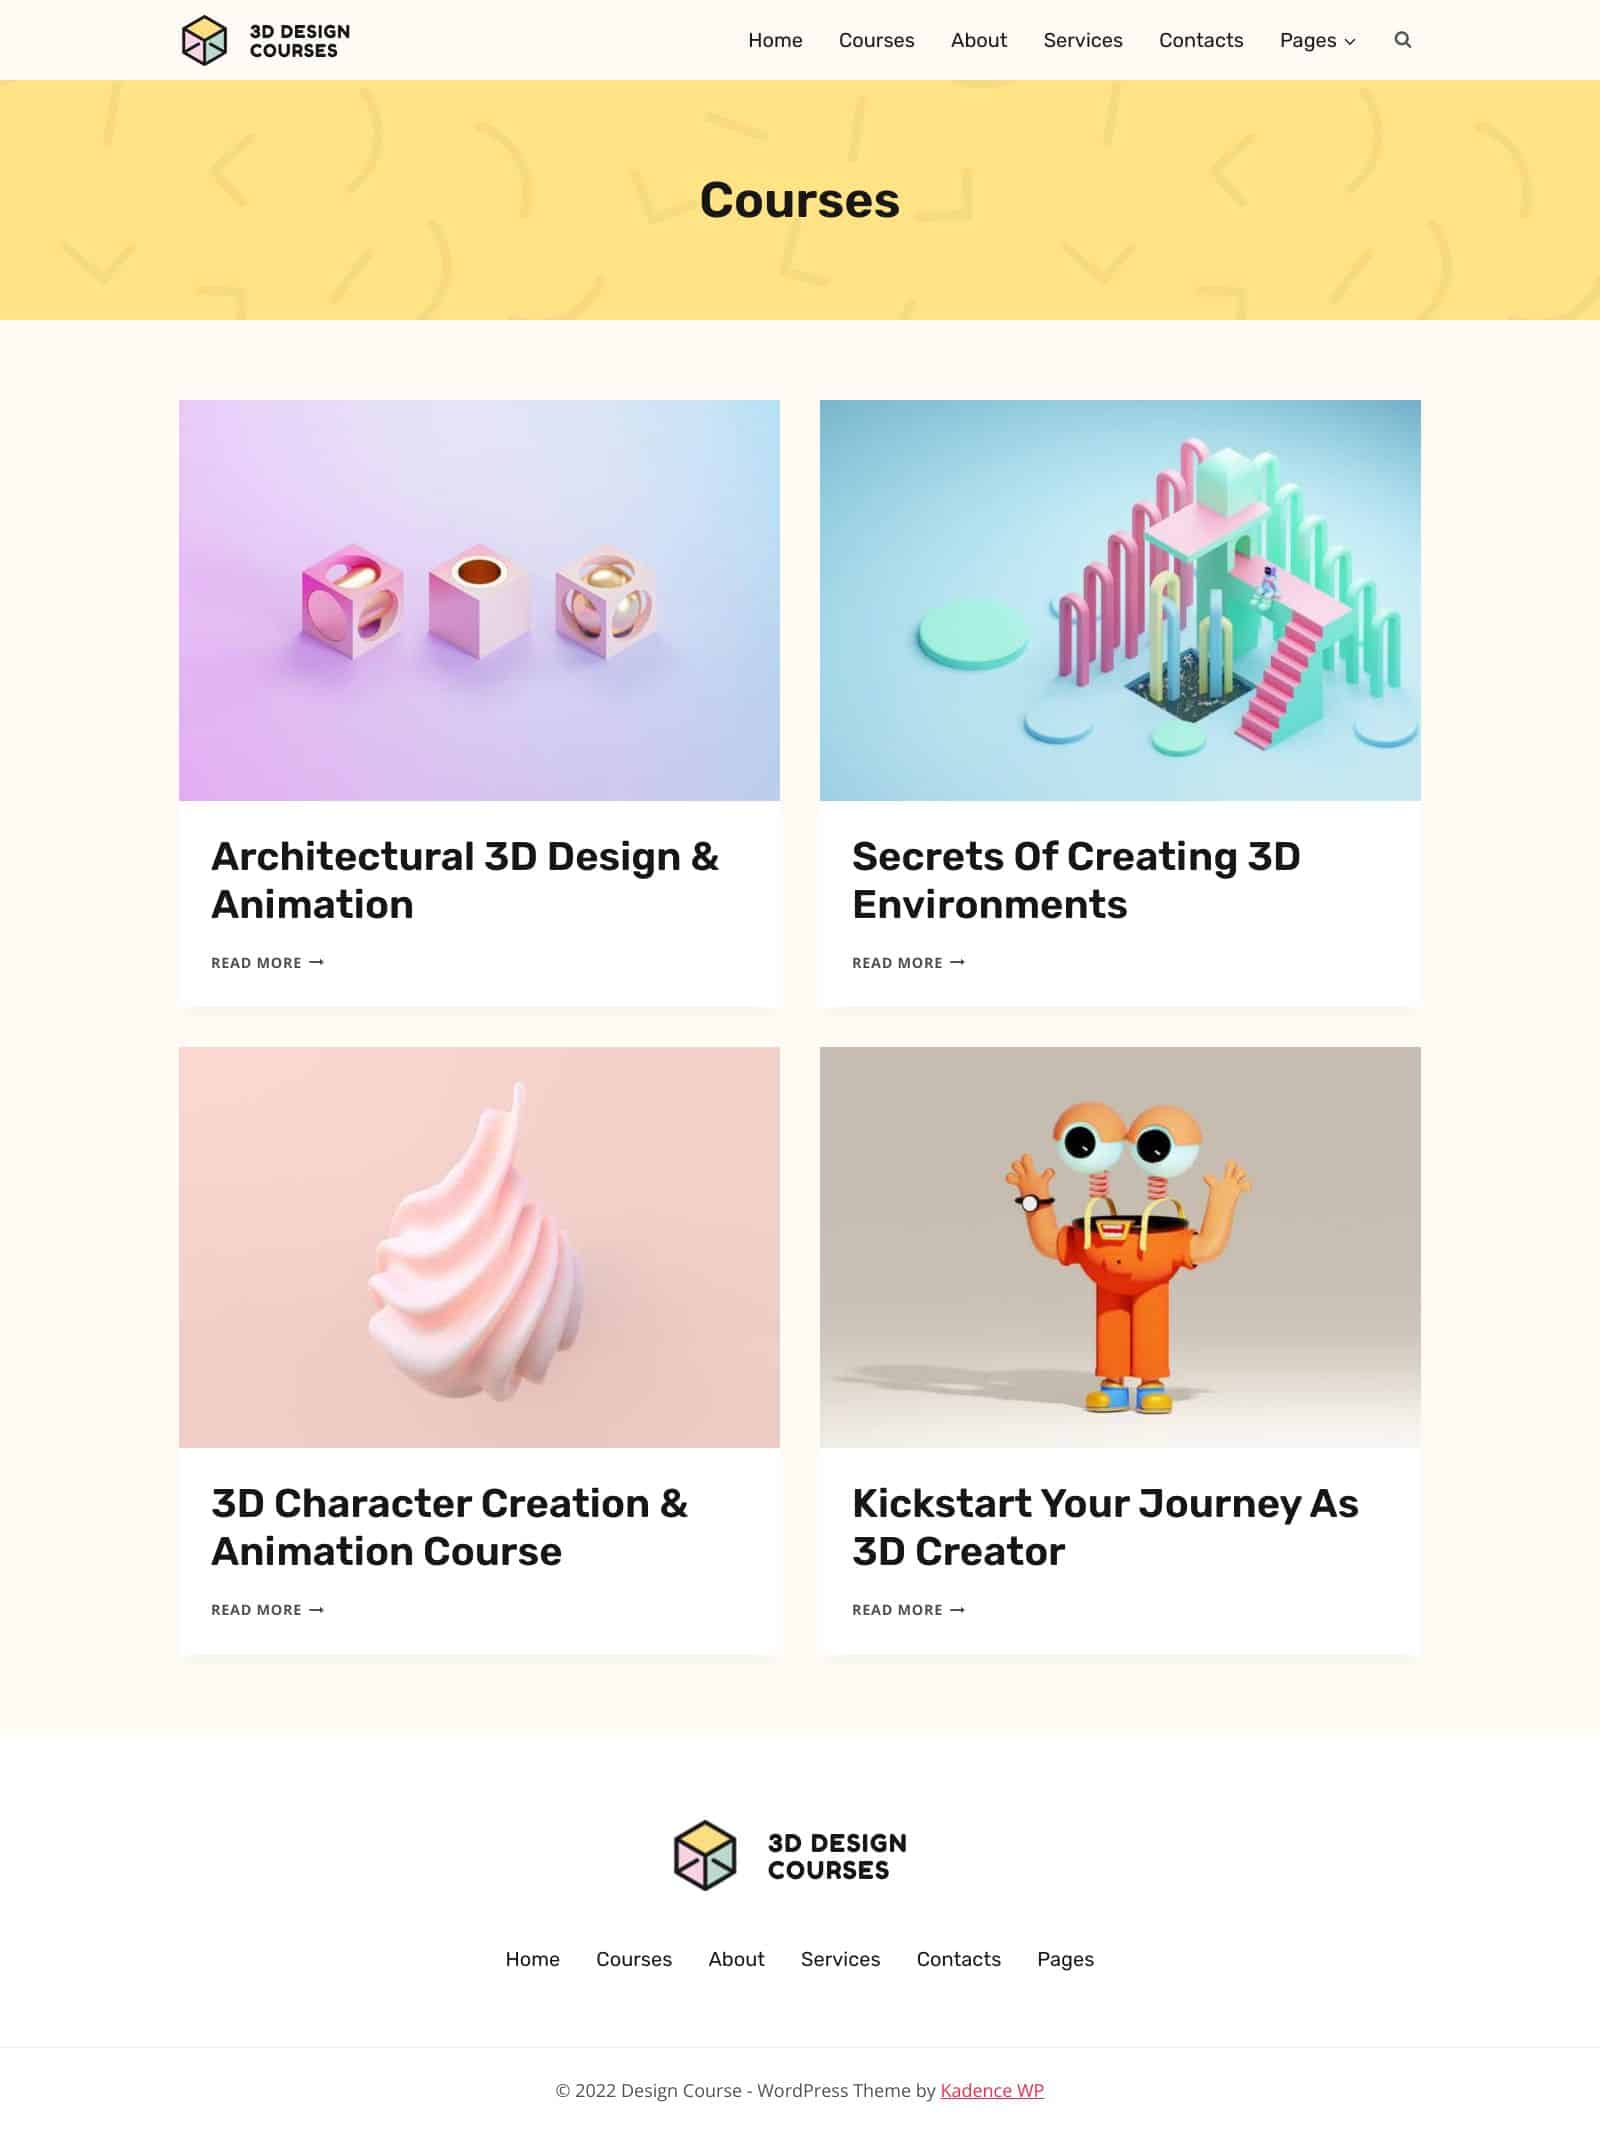 3D DESIGN
COURSES
Home Courses About Services Contacts Pages
Courses
Architectural 3D Design &
Animation
READ MORE
Secrets Of Creating 3D
Environments
READ MORE
3D Character Creation &
Animation Course
READ MORE
Kickstart Your Journey As
3D Creator
READ MORE
3D DESIGN
COURSES
Home Courses About Services Contacts Pages
© 2022 Design Course - WordPress Theme by Kadence WP